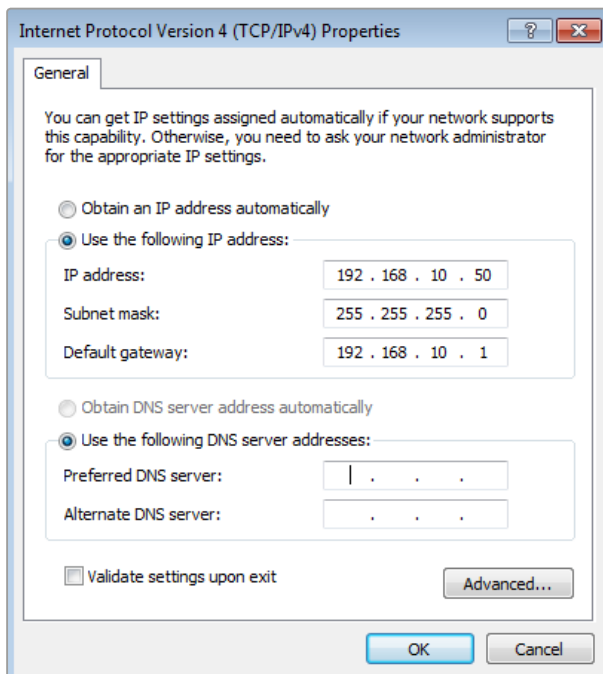 Internet Protocol Version 4 (TCP/IPv4) Properties
?
General
You can get IP settings assigned automatically if your network supports
this capability. Otherwise, you need to ask your network administrator
for the appropriate IP settings.
Obtain an IP address automatically
Use the following IP address:
IP address: 192 . 168 . 10 . 50
Subnet mask: 255 . 255 . 255 . 0
Default gateway: 192 . 168 . 10 . 1
Obtain DNS server address automatically
Use the following DNS server addresses:
Preferred DNS server: . . .
Alternate DNS server: . . .
Validate settings upon exit
Advanced...
OK Cancel